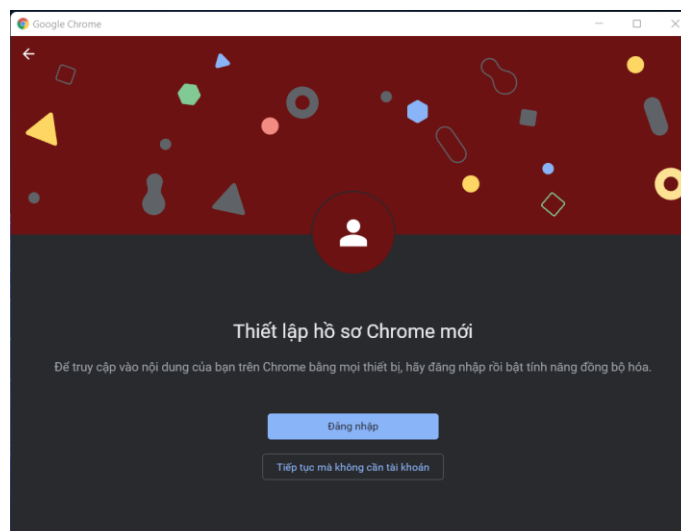 Google Chrome
Thiết lập hồ sơ Chrome mới
Để truy cập vào nội dung của bạn trên Chrome bằng mọi thiết bị, hãy đăng nhập rồi bật tính năng đồng bộ hóa.
Đăng nhập
Tiếp tục mà không cần tài khoản